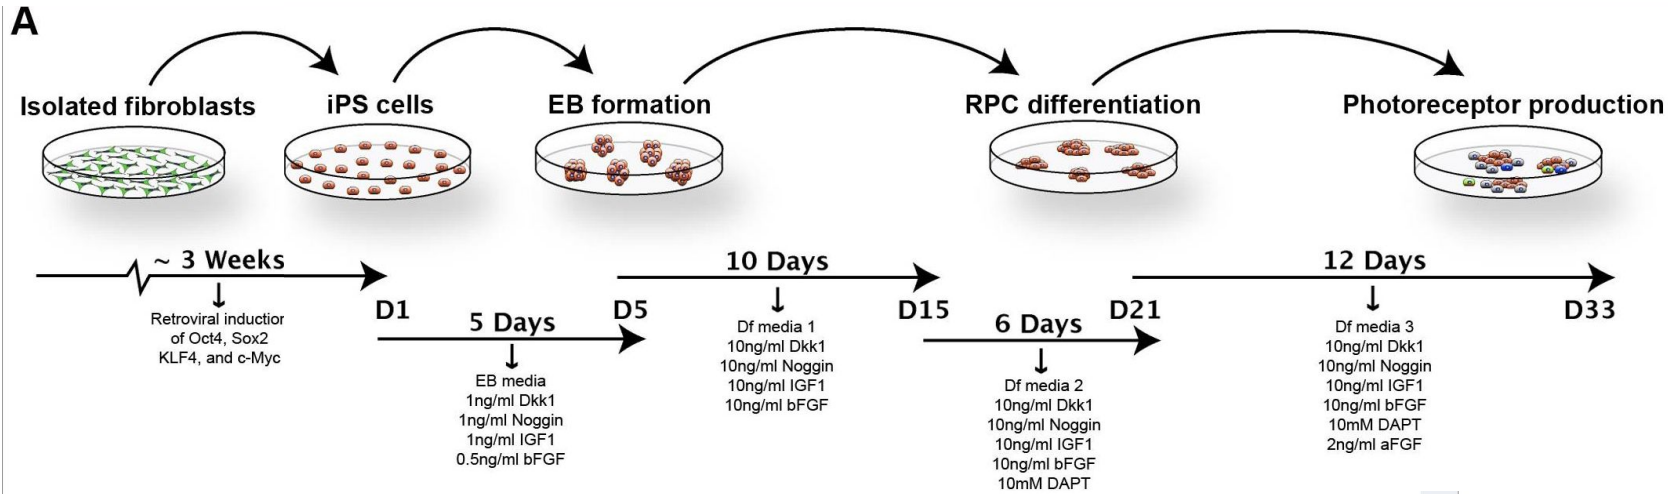 A
Isolated fibroblasts
iPS cells
EB formation
RPC differentiation
Photoreceptor production
~ 3 Weeks
Retroviral induction
of Oct4, Sox2
KLF4, and c-Myc
D1
5 Days
EB media
1ng/ml Dkk1
1ng/ml Noggin
1ng/ml IGF1
0.5ng/ml bFGF
D5
10 Days
Df media 1
10ng/ml Dkk1
10ng/ml Noggin
10ng/ml IGF1
10ng/ml bFGF
D15
6 Days
Df media 2
10ng/ml Dkk1
10ng/ml Noggin
10ng/ml IGF1
10ng/ml bFGF
10mM DAPT
D21
12 Days
Df media 3
10ng/ml Dkk1
10ng/ml Noggin
10ng/ml IGF1
10ng/ml bFGF
10mM DAPT
2ng/ml aFGF
D33